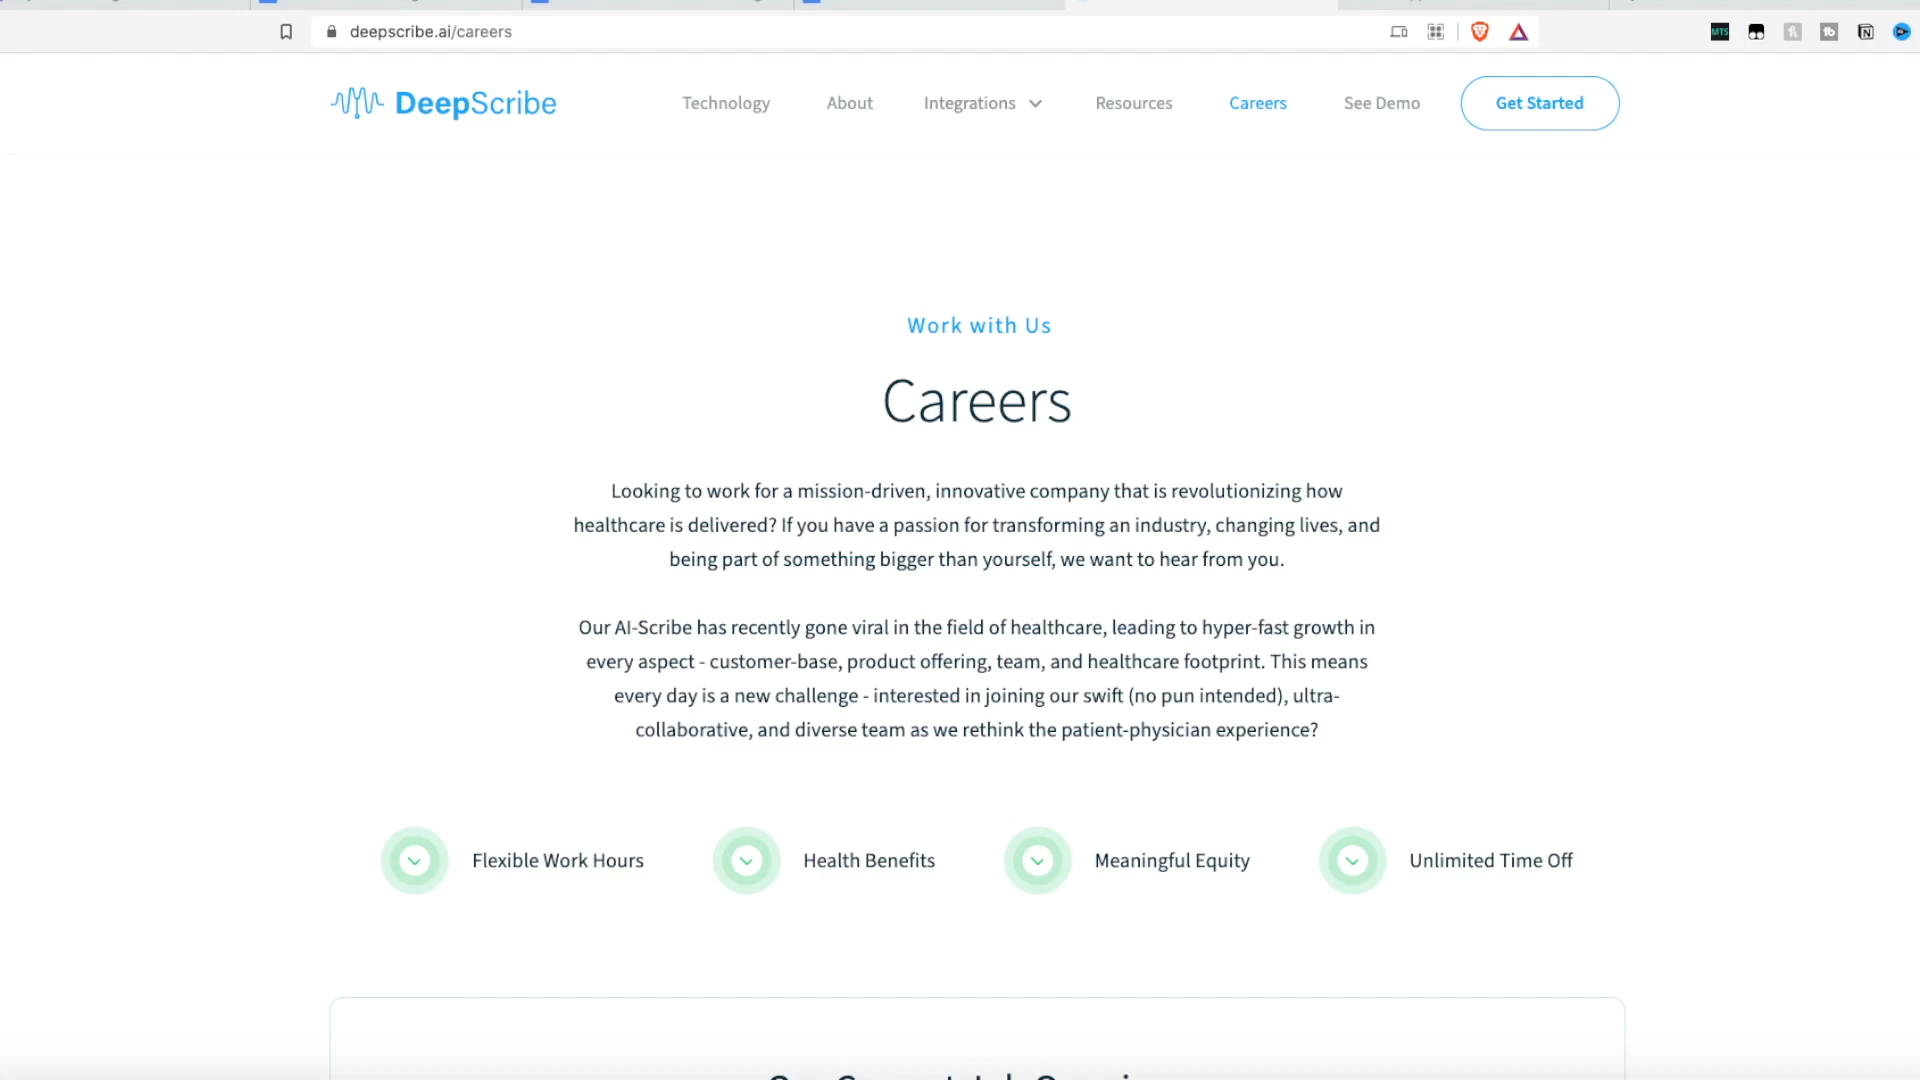 deepscribe.ai/careers
MTS
DeepScribe
Technology
About
Integrations
Resources
Careers
See Demo
Get Started
Work with Us
Careers
Looking to work for a mission-driven, innovative company that is revolutionizing how
healthcare is delivered? If you have a passion for transforming an industry, changing lives, and
being part of something bigger than yourself, we want to hear from you.
Our AI-Scribe has recently gone viral in the field of healthcare, leading to hyper-fast growth in
every aspect - customer-base, product offering, team, and healthcare footprint. This means
every day is a new challenge - interested in joining our swift (no pun intended), ultra-
collaborative, and diverse team as we rethink the patient-physician experience?
Flexible Work Hours
Health Benefits
Meaningful Equity
Unlimited Time Off